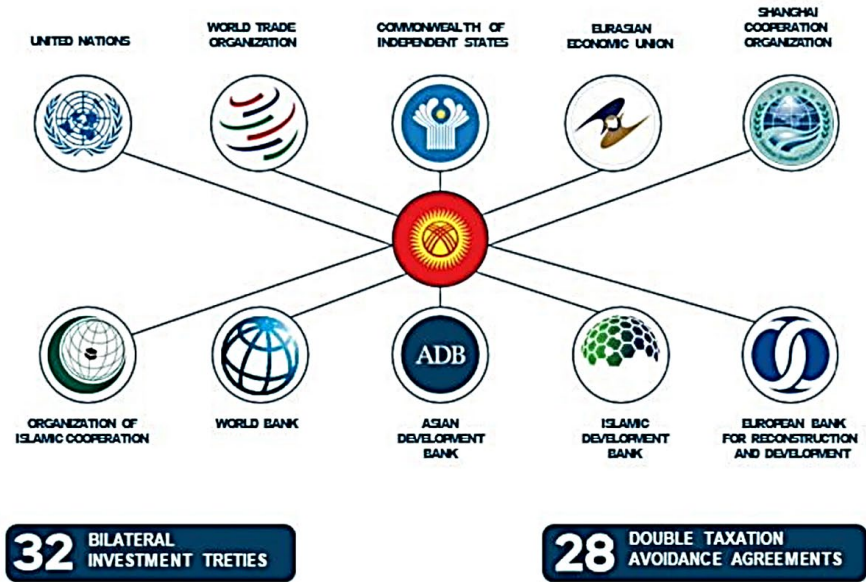 UNITED NATIONS
WORLD TRADE
ORGANIZATION
COMMONWEALTH OF
INDEPENDENT STATES
EURASIAN
ECONOMIC UNION
SHANGHAI
COOPERATION
ORGANIZATION
ADB
ORGANIZATION OF
ISLAMIC COOPERATION
WORLD BANK
ASIAN
DEVELOPMENT
BANK
ISLAMIC
DEVELOPMENT
BANK
EUROPEAN BANK
FOR RECONSTRUCTION
AND DEVELOPMENT
32 BILATERAL
INVESTMENT TRETIES
28 DOUBLE TAXATION
AVOIDANCE AGREEMENTS